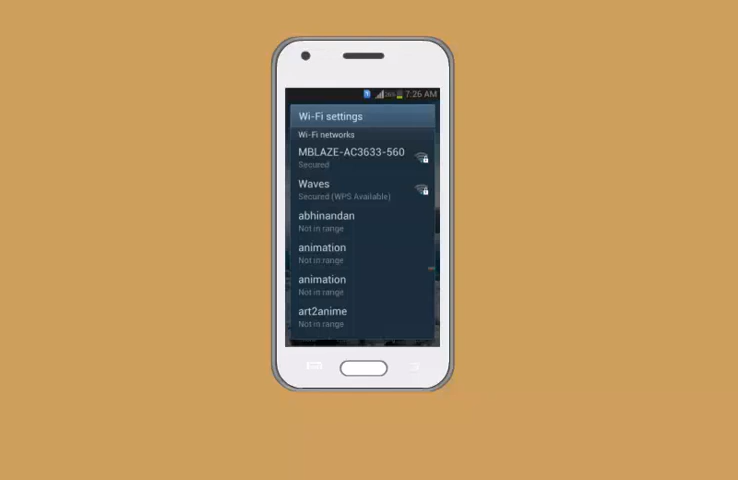 7:26 AM
Wi-Fi settings
Wi-Fi networks
MBLAZE-AC3633-560
Secured
Waves
Secured (WPS Available)
abhinandan
Not in range
animation
Not in range
animation
Not in range
art2anime
Not in range